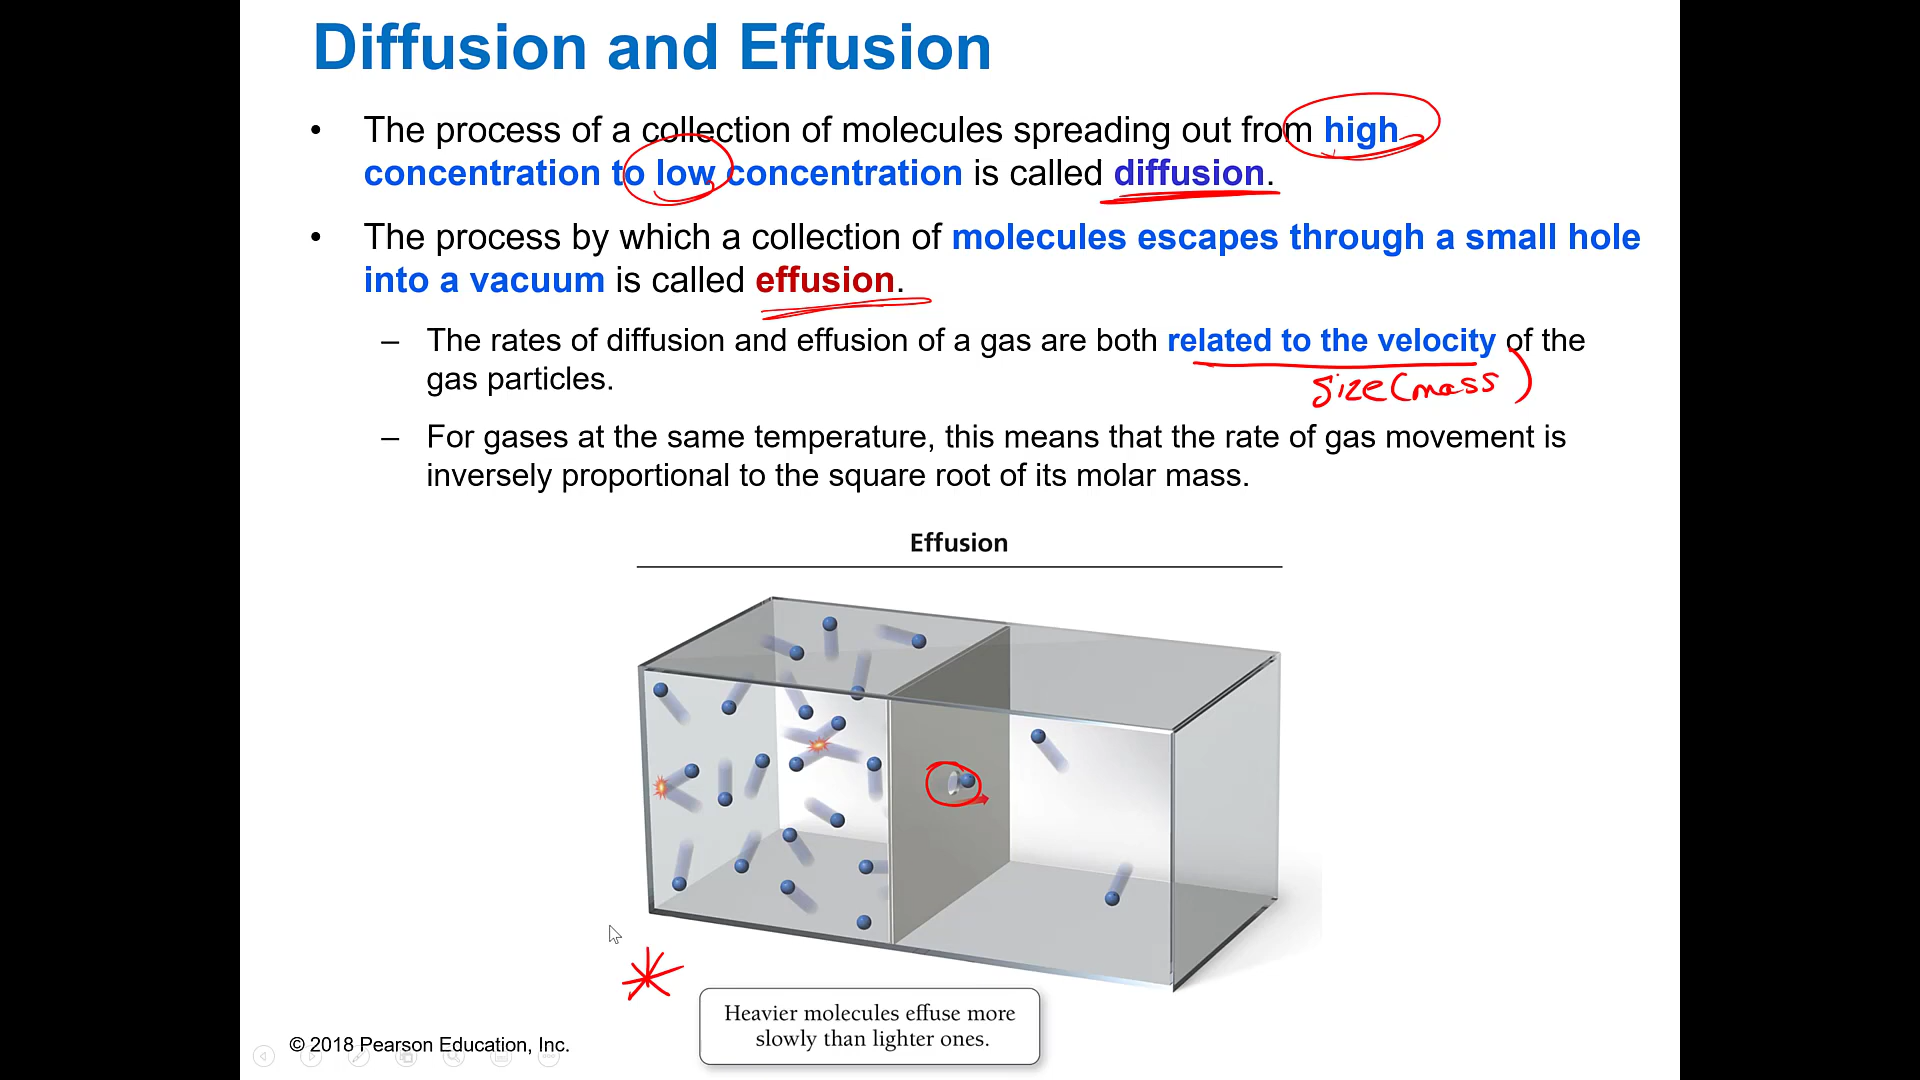 Diffusion and Effusion
• The process of a collection of molecules spreading out from high
concentration to low concentration is called diffusion.
• The process by which a collection of molecules escapes through a small hole
into a vacuum is called effusion.
– The rates of diffusion and effusion of a gas are both related to the velocity of the
gas particles.
size (mass)
– For gases at the same temperature, this means that the rate of gas movement is
inversely proportional to the square root of its molar mass.
Effusion
Heavier molecules effuse more
slowly than lighter ones.
© 2018 Pearson Education, Inc.